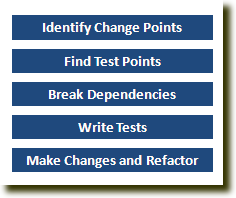 Identify Change Points
Find Test Points
Break Dependencies
Write Tests
Make Changes and Refactor